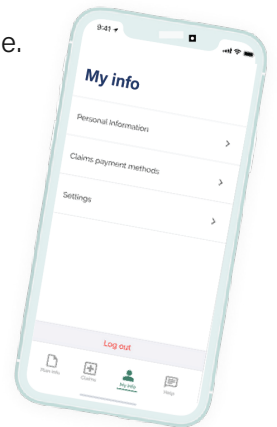 e.
9:41
My info
Personal Information
Claims payment methods
Settings
Log out
Plan info
Claims
My info
Help